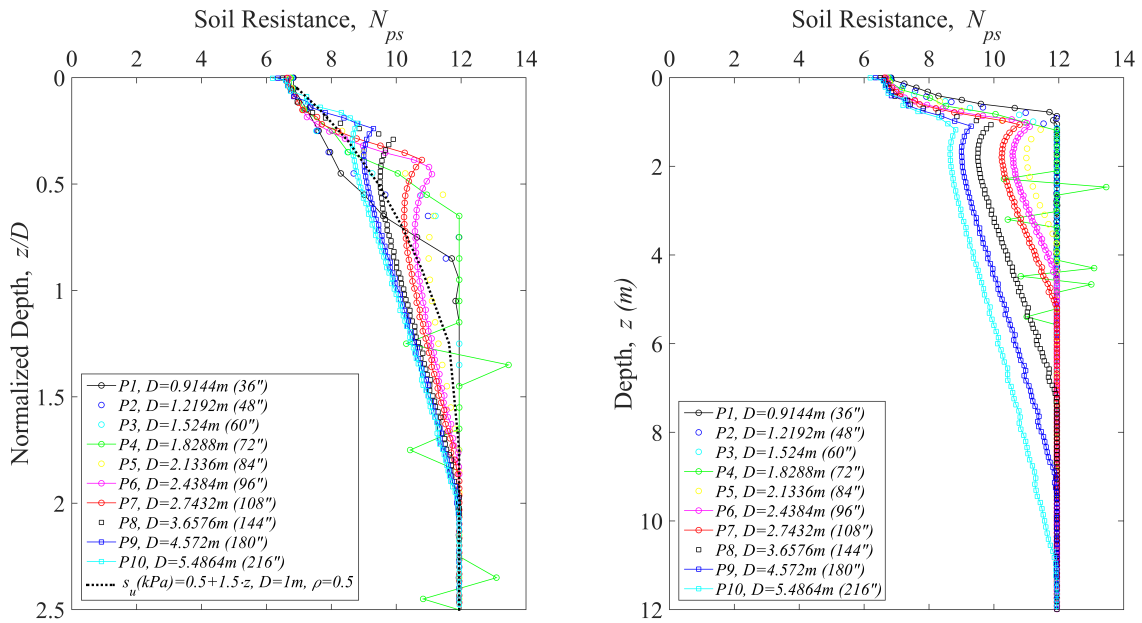 Soil Resistance, N_ps
0 2 4 6 8 10 12 14
0
0.5
1
1.5
2
2.5
Normalized Depth, z/D
P1, D=0.9144m (36")
P2, D=1.2192m (48")
P3, D=1.524m (60")
P4, D=1.8288m (72")
P5, D=2.1336m (84")
P6, D=2.4384m (96")
P7, D=2.7432m (108")
P8, D=3.6576m (144")
P9, D=4.572m (180")
P10, D=5.4864m (216")
s_u(kPa)=0.5+1.5·z, D=1m, ρ=0.5
Soil Resistance, N_ps
0 2 4 6 8 10 12 14
0
2
4
6
8
10
12
Depth, z (m)
P1, D=0.9144m (36")
P2, D=1.2192m (48")
P3, D=1.524m (60")
P4, D=1.8288m (72")
P5, D=2.1336m (84")
P6, D=2.4384m (96")
P7, D=2.7432m (108")
P8, D=3.6576m (144")
P9, D=4.572m (180")
P10, D=5.4864m (216")